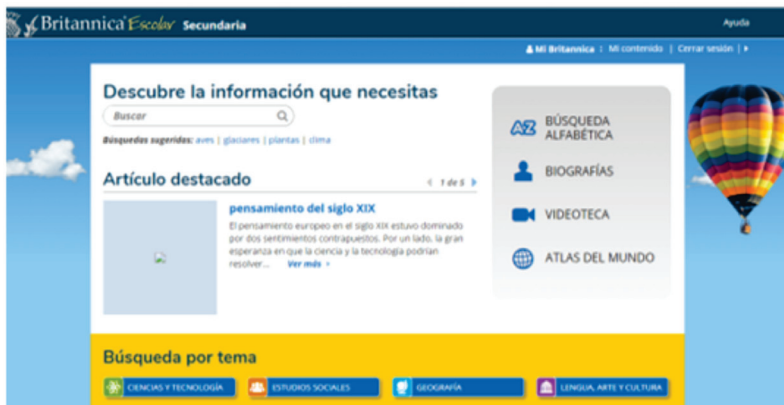 Britannica Escolar Secundaria
Ayuda
Mi Britannica : Mi contenido | Cerrar sesión |
Descubre la información que necesitas
Buscar
Búsquedas sugeridas: aves | glaciares | plantas | clima
Artículo destacado
1 de 5
pensamiento del siglo XIX
El pensamiento europeo en el siglo XIX estuvo dominado
por dos sentimientos contrapuestos. Por un lado, la gran
esperanza en que la ciencia y la tecnología podrían
resolver... Ver más
AZ BÚSQUEDA
ALFABÉTICA
BIOGRAFÍAS
VIDEOTECA
ATLAS DEL MUNDO
Búsqueda por tema
CIENCIAS Y TECNOLOGÍA
ESTUDIOS SOCIALES
GEOGRAFÍA
LENGUA, ARTE Y CULTURA